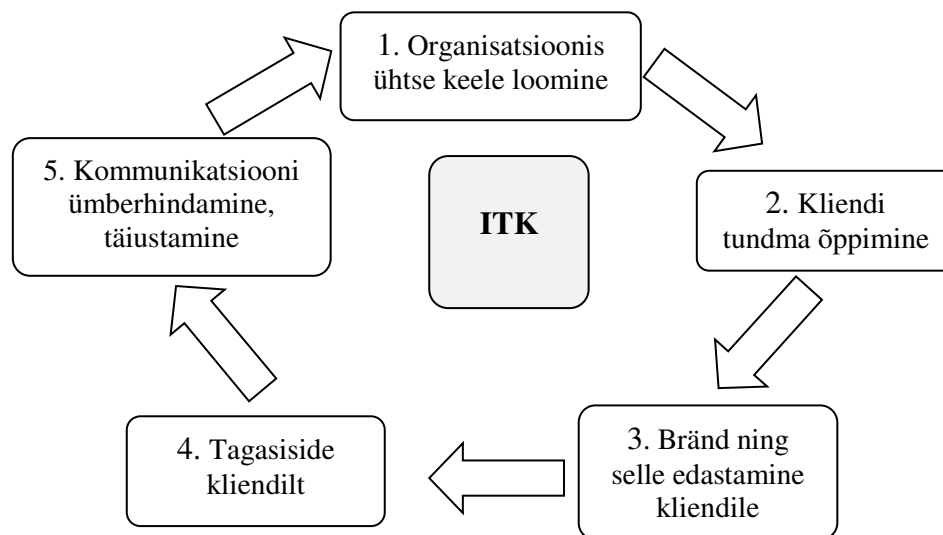 1. Organisatsioonis
ühtse keele loomine
2. Kliendi
tundma õppimine
3. Bränd ning
selle edastamine
kliendile
4. Tagasiside
kliendilt
5. Kommunikatsiooni
ümberhindamine,
täiustamine
ITK